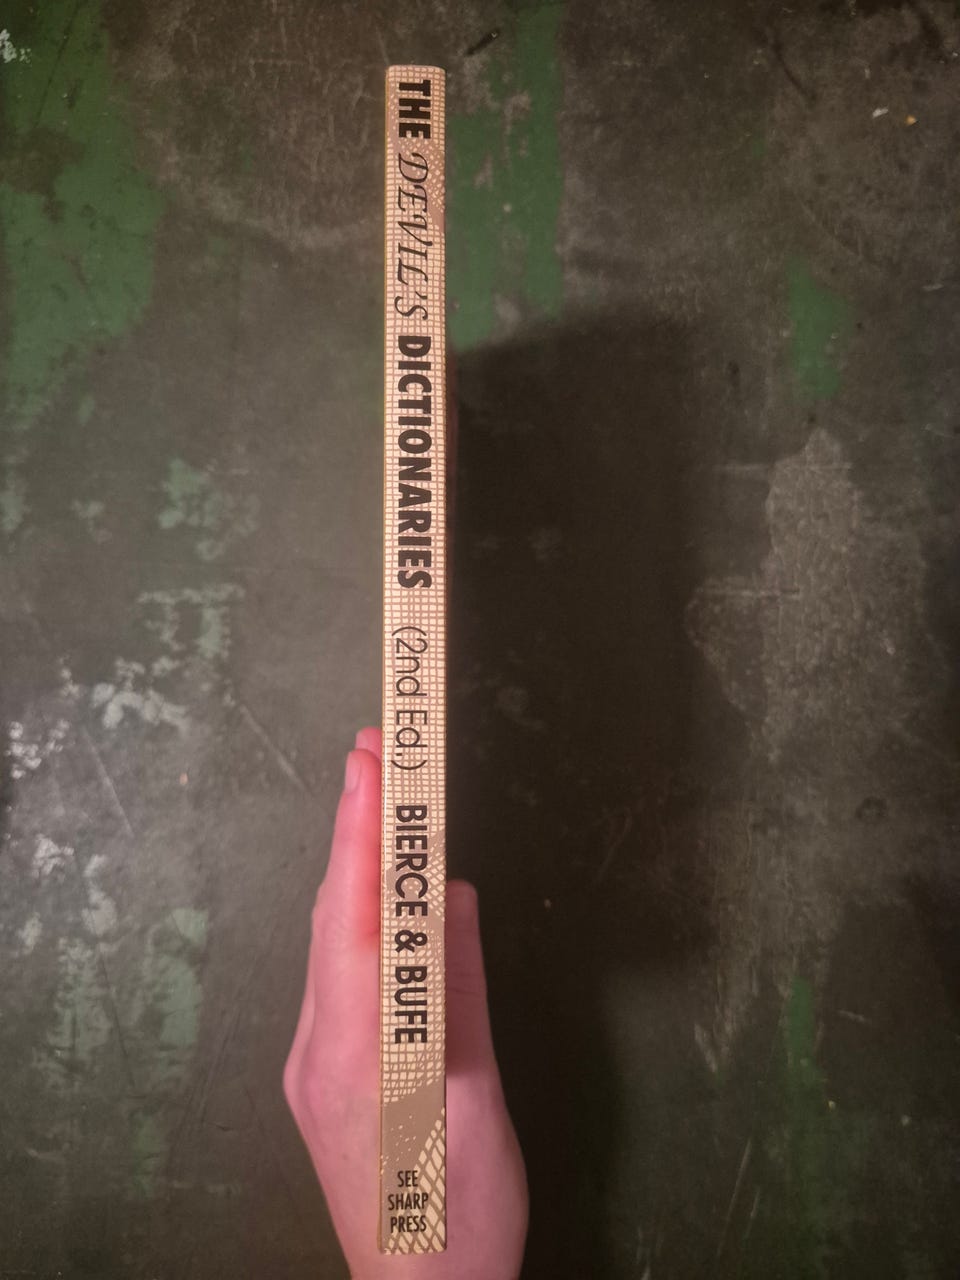 THE DEVIL'S DICTIONARIES (2nd Ed.) BIERCE & BUFE
SEE
SHARP
PRESS